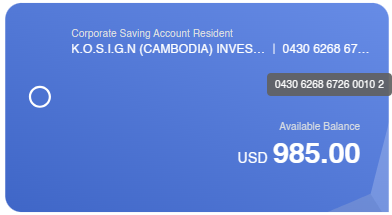 Corporate Saving Account Resident
K.O.S.I.G.N (CAMBODIA) INVES... | 0430 6268 67...
0430 6268 6726 0010 2
Available Balance
USD 985.00